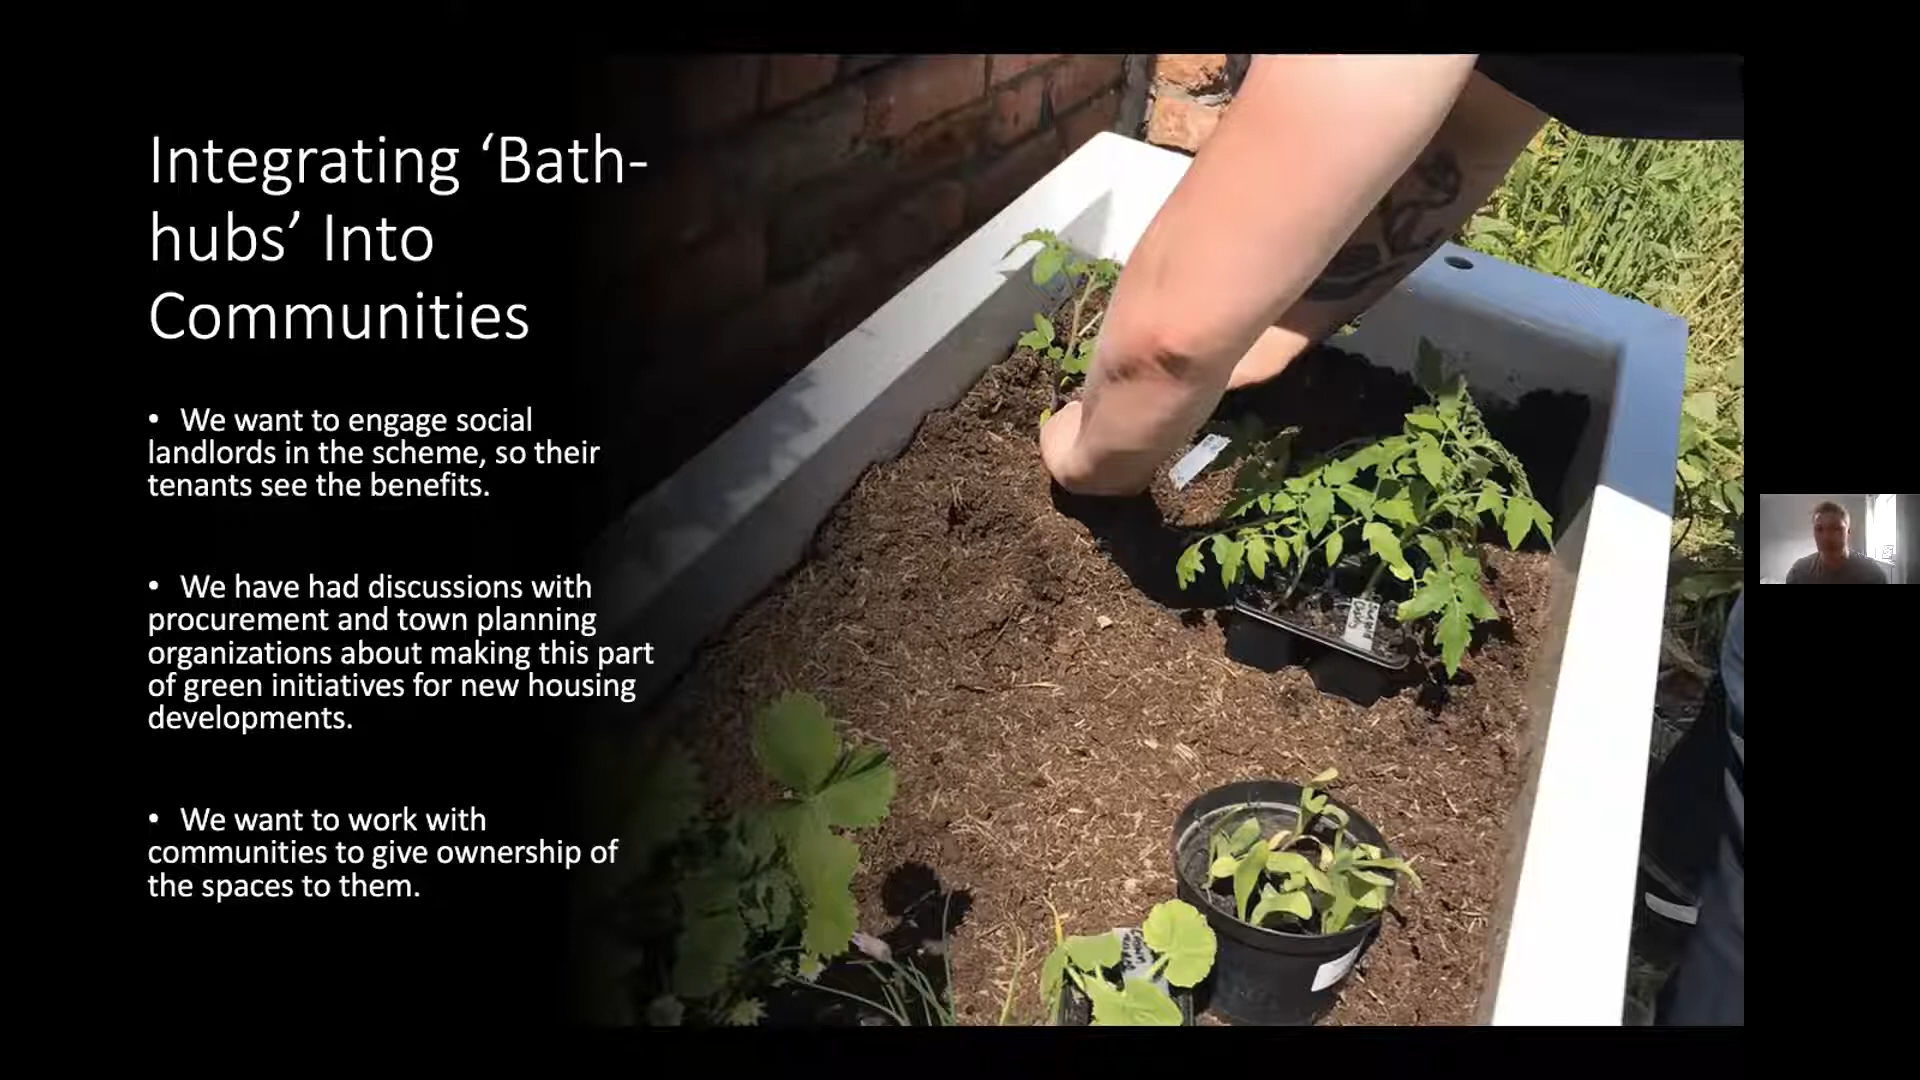 Integrating ‘Bath-
hubs’ Into
Communities
• We want to engage social
landlords in the scheme, so their
tenants see the benefits.
• We have had discussions with
procurement and town planning
organizations about making this part
of green initiatives for new housing
developments.
• We want to work with
communities to give ownership of
the spaces to them.